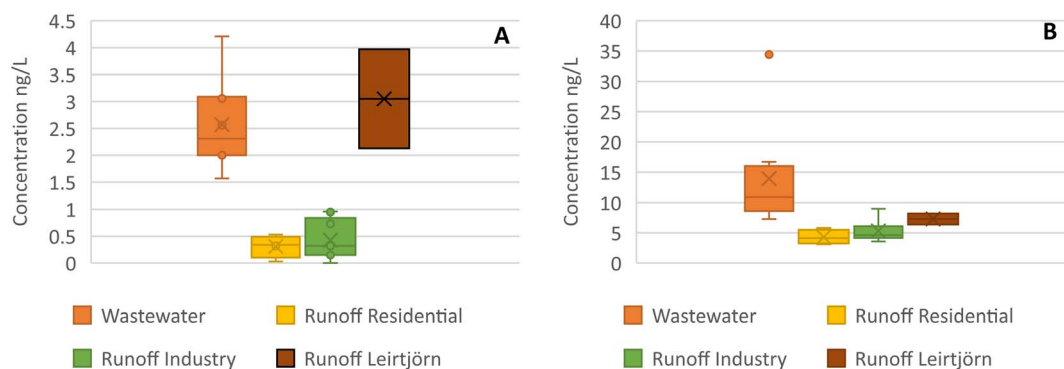 A
Concentration ng/L
4.5
4
3.5
3
2.5
2
1.5
1
0.5
0
Wastewater
Runoff Residential
Runoff Industry
Runoff Leirtjörn
B
Concentration ng/L
40
35
30
25
20
15
10
5
0
Wastewater
Runoff Residential
Runoff Industry
Runoff Leirtjörn